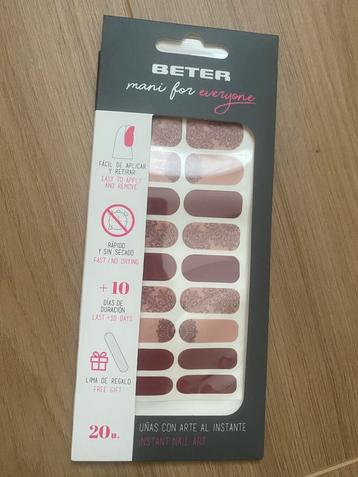 BETER
mani for everyone
FÁCIL DE APLICAR
Y RETIRAR
EASY TO APPLY
AND REMOVE
RÁPIDO
Y SIN SECADO
FAST / NO DRYING
+10
DÍAS DE
DURACIÓN
LAST +10 DAYS
LIMA DE REGALO
FREE GIFT
20u.
UÑAS CON ARTE AL INSTANTE
INSTANT NAIL ART